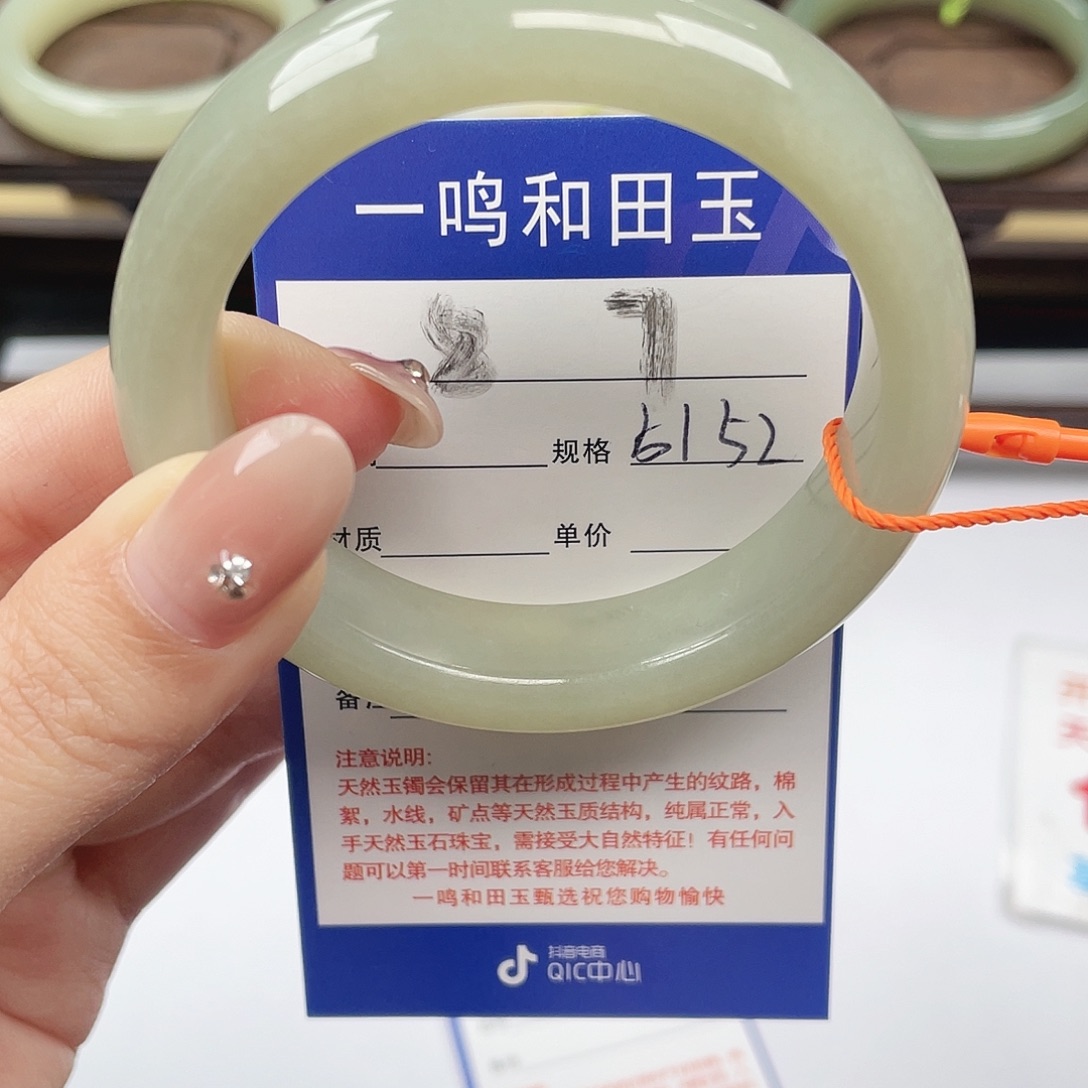 一鸣和田玉
8 7
规格 6152
材质 单价
备注
注意说明:
天然玉镯会保留其在形成过程中产生的纹路，棉
絮，水线，矿点等天然玉质结构，纯属正常，入
手天然玉石珠宝，需接受大自然特征！有任何问
题可以第一时间联系客服给您解决。
一鸣和田玉甄选祝您购物愉快
抖音电商
QIC中心